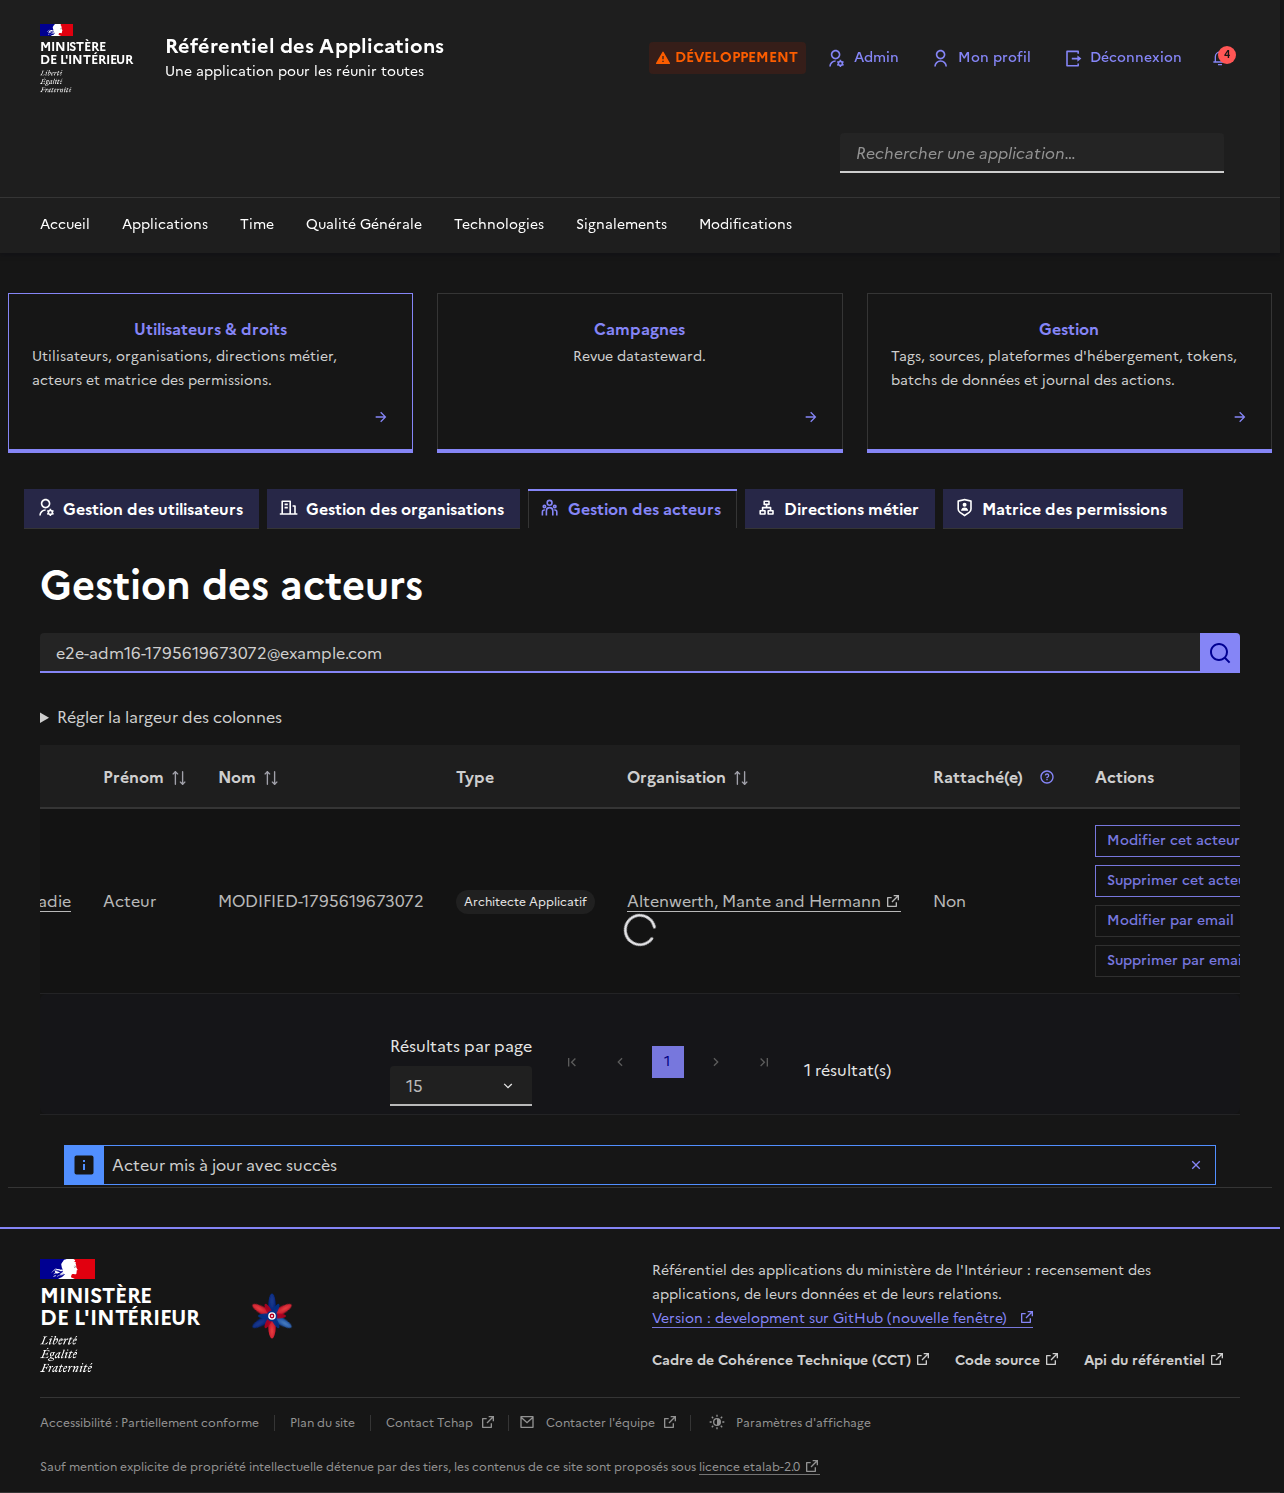 MINISTÈRE
DE L'INTÉRIEUR
Liberté
Égalité
Fraternité
Référentiel des Applications
Une application pour les réunir toutes
DÉVELOPPEMENT
Admin
Mon profil
Déconnexion
4
Rechercher une application...
Accueil
Applications
Time
Qualité Générale
Technologies
Signalements
Modifications
Utilisateurs & droits
Utilisateurs, organisations, directions métier,
acteurs et matrice des permissions.
Campagnes
Revue datasteward.
Gestion
Tags, sources, plateformes d'hébergement, tokens,
batchs de données et journal des actions.
Gestion des utilisateurs
Gestion des organisations
Gestion des acteurs
Directions métier
Matrice des permissions
Gestion des acteurs
e2e-adm16-1795619673072@example.com
Régler la largeur des colonnes
Prénom
Nom
Type
Organisation
Rattaché(e)
Actions
adie
Acteur
MODIFIED-1795619673072
Architecte Applicatif
Altenwerth, Mante and Hermann
Non
Modifier cet acteur
Supprimer cet acteu
Modifier par email
Supprimer par emai
Résultats par page
15
1
1 résultat(s)
Acteur mis à jour avec succès
MINISTÈRE
DE L'INTÉRIEUR
Liberté
Égalité
Fraternité
Référentiel des applications du ministère de l'Intérieur : recensement des
applications, de leurs données et de leurs relations.
Version : development sur GitHub (nouvelle fenêtre)
Cadre de Cohérence Technique (CCT)
Code source
Api du référentiel
Accessibilité : Partiellement conforme
Plan du site
Contact Tchap
Contacter l'équipe
Paramètres d'affichage
Sauf mention explicite de propriété intellectuelle détenue par des tiers, les contenus de ce site sont proposés sous licence etalab-2.0